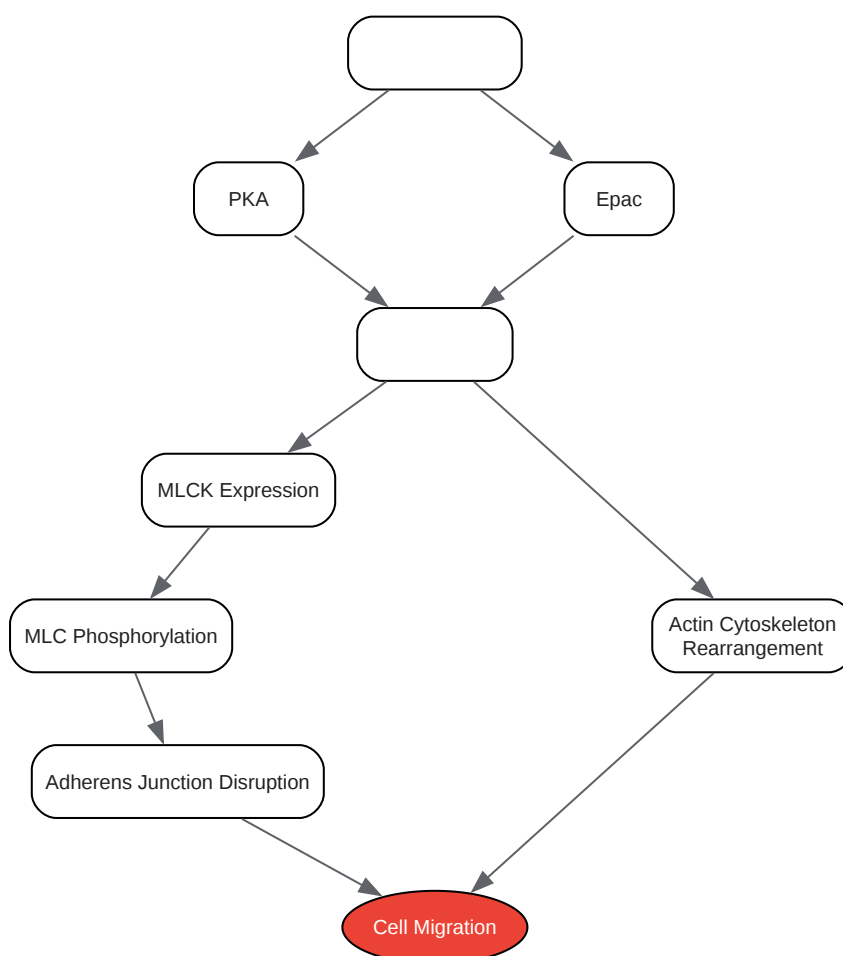 PKA
Epac
MLCK Expression
MLC Phosphorylation
Actin Cytoskeleton
Rearrangement
Adherens Junction Disruption
Cell Migration